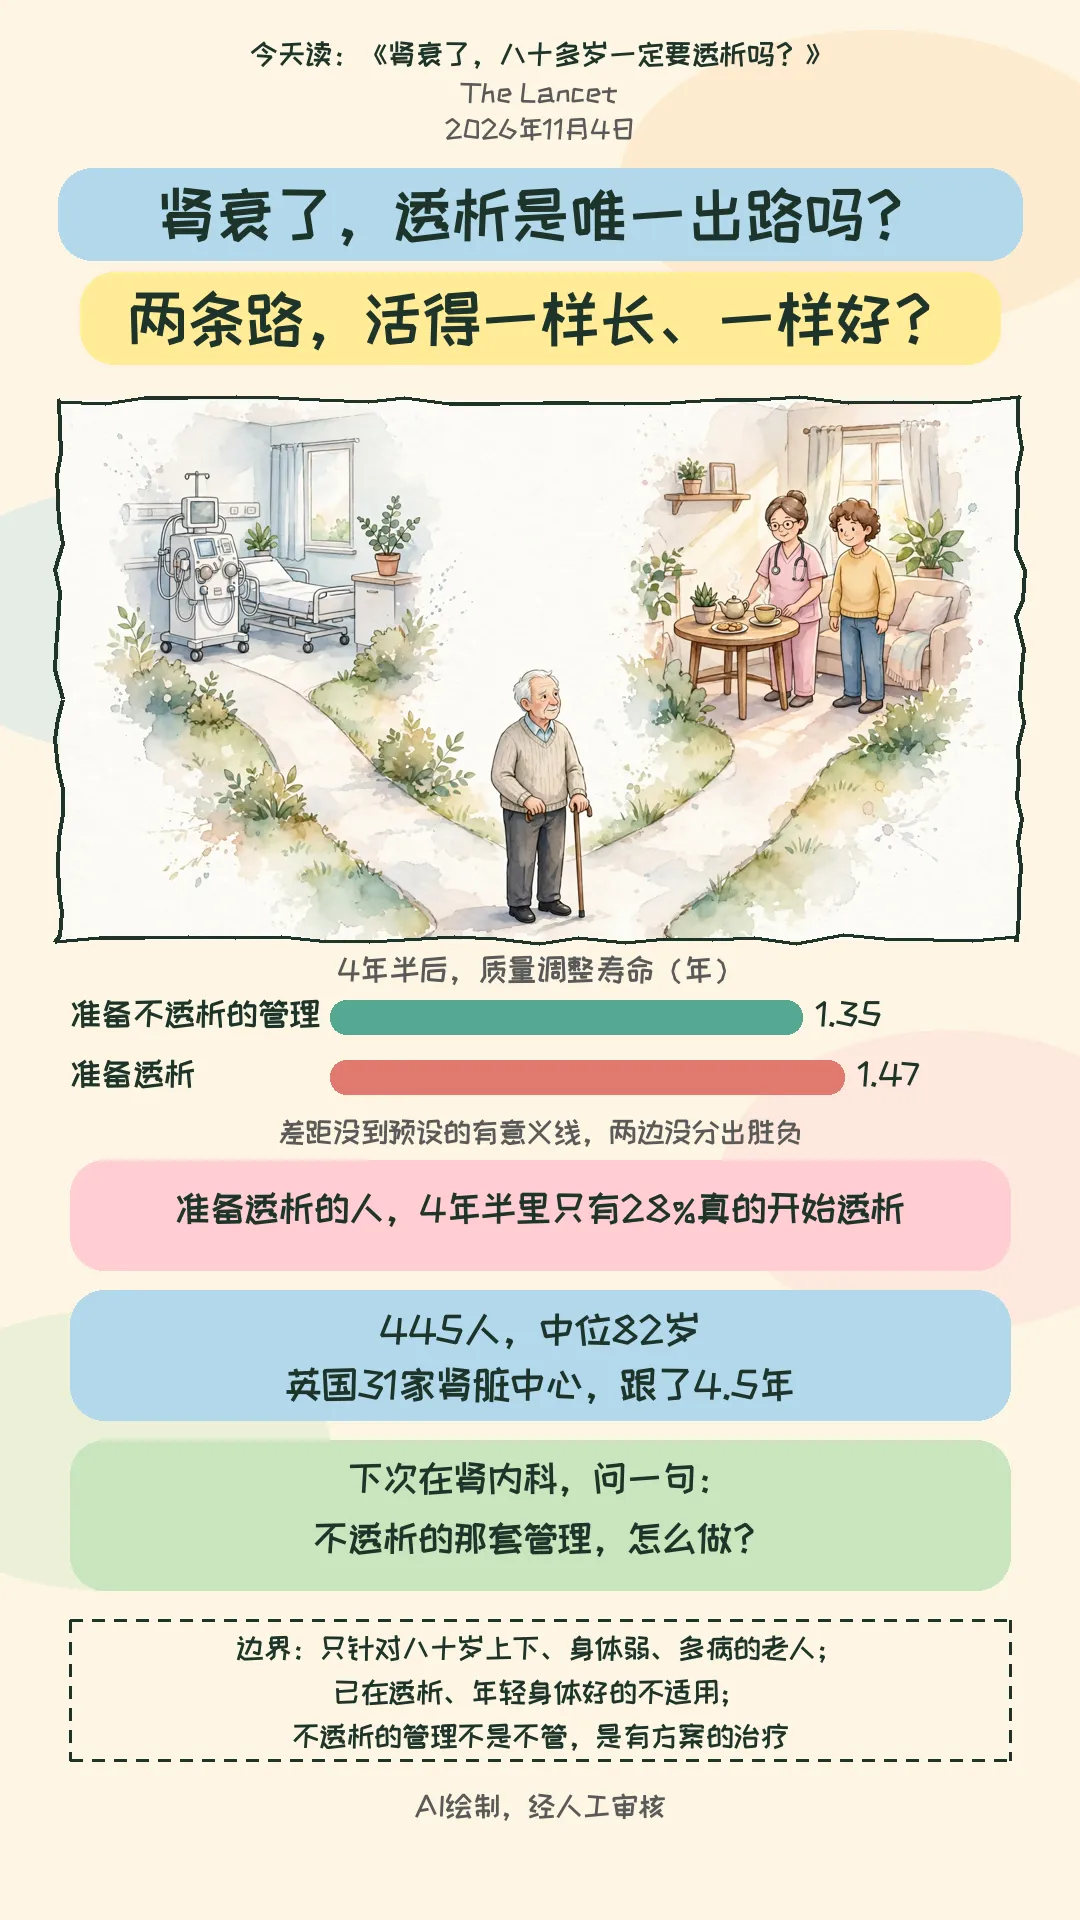 今天读：《肾衰了，八十多岁一定要透析吗？》
The Lancet
2026年11月4日
肾衰了，透析是唯一出路吗？
两条路，活得一样长、一样好？
4年半后，质量调整寿命（年）
准备不透析的管理 1.35
准备透析 1.47
差距没到预设的有意义线，两边没分出胜负
准备透析的人，4年半里只有28%真的开始透析
445人，中位82岁
英国31家肾脏中心，跟了4.5年
下次在肾内科，问一句：
不透析的那套管理，怎么做？
边界：只针对八十岁上下、身体弱、多病的老人；
已在透析、年轻身体好的不适用；
不透析的管理不是不管，是有方案的治疗
AI绘制，经人工审核